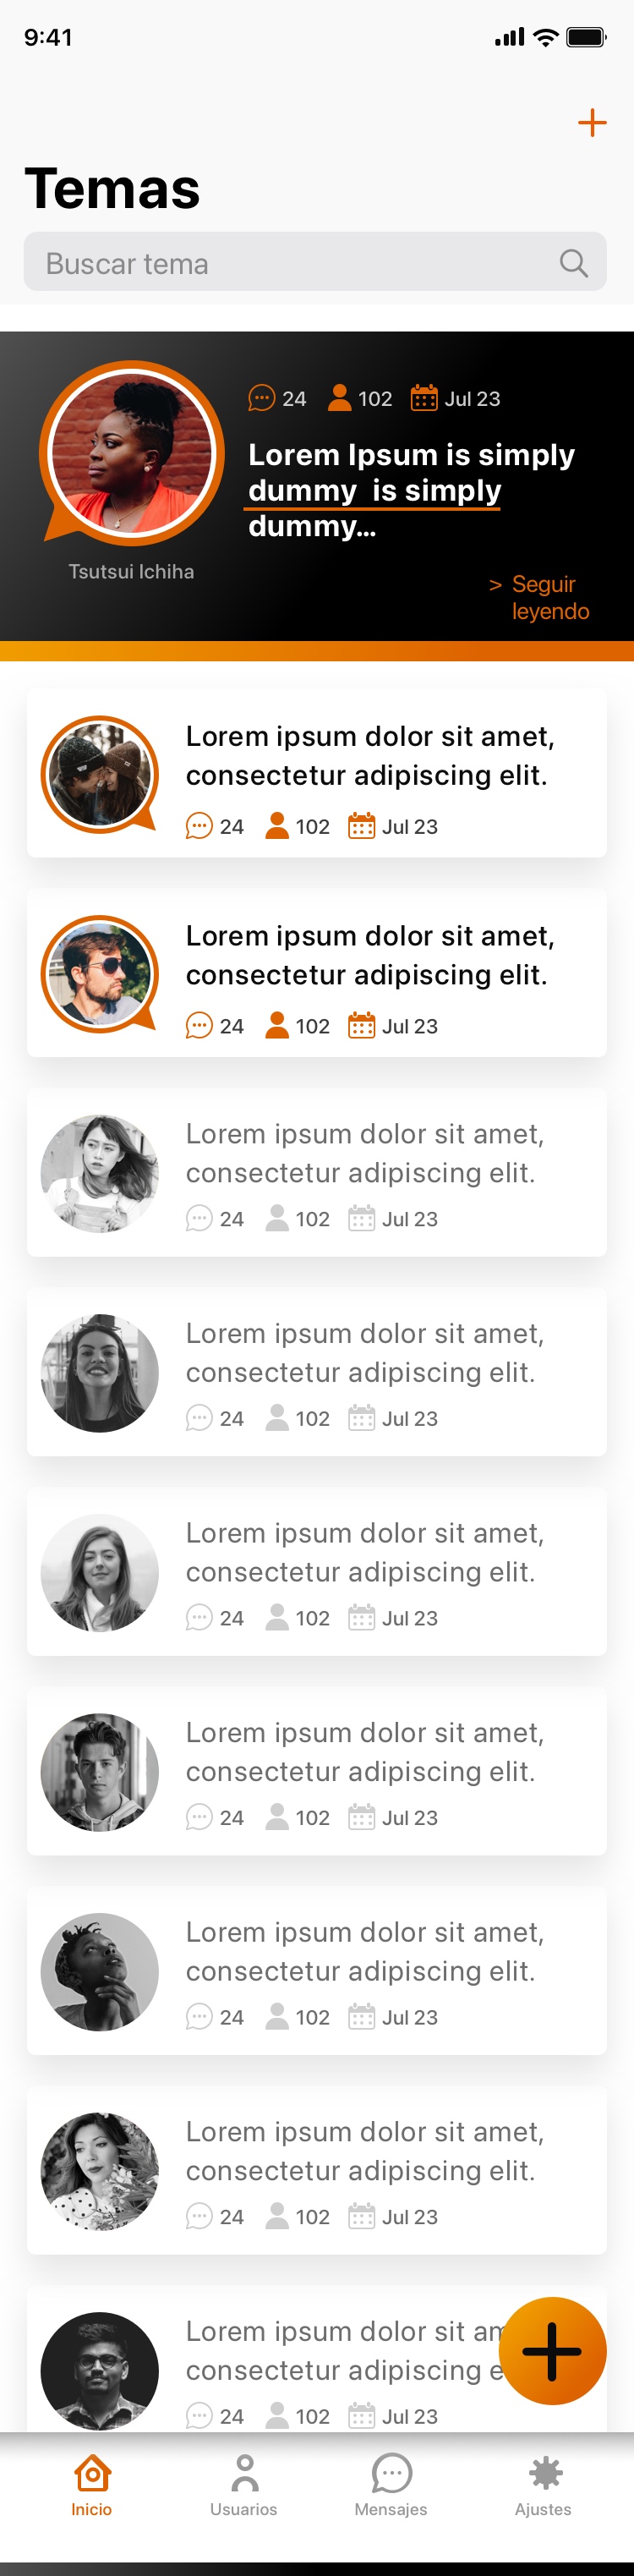 9:41
Temas
Buscar tema
24 102 Jul 23
Lorem Ipsum is simply
dummy is simply
dummy...
Tsutsui Ichiha
> Seguir
leyendo
Lorem ipsum dolor sit amet,
consectetur adipiscing elit.
24 102 Jul 23
Lorem ipsum dolor sit amet,
consectetur adipiscing elit.
24 102 Jul 23
Lorem ipsum dolor sit amet,
consectetur adipiscing elit.
24 102 Jul 23
Lorem ipsum dolor sit amet,
consectetur adipiscing elit.
24 102 Jul 23
Lorem ipsum dolor sit amet,
consectetur adipiscing elit.
24 102 Jul 23
Lorem ipsum dolor sit amet,
consectetur adipiscing elit.
24 102 Jul 23
Lorem ipsum dolor sit amet,
consectetur adipiscing elit.
24 102 Jul 23
Lorem ipsum dolor sit amet,
consectetur adipiscing elit.
24 102 Jul 23
Lorem ipsum dolor sit
consectetur adipiscing
24 102 Jul 23
Inicio Usuarios Mensajes Ajustes